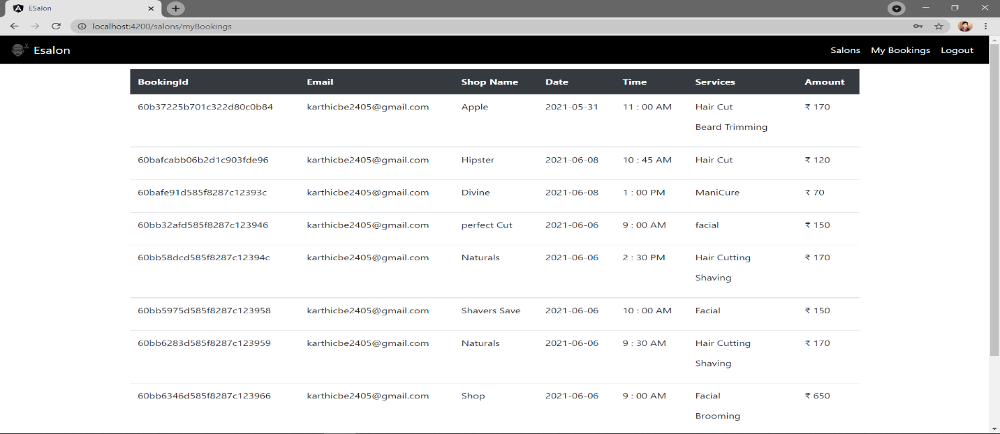 ESalon
localhost:4200/salons/myBookings
Esalon Salons My Bookings Logout
BookingId Email Shop Name Date Time Services Amount
60b37225b701c322d80c0b84 karthicbe2405@gmail.com Apple 2021-05-31 11 : 00 AM Hair Cut ₹ 170
Beard Trimming
60bafcabb06b2d1c903fde96 karthicbe2405@gmail.com Hipster 2021-06-08 10 : 45 AM Hair Cut ₹ 120
60bafe91d585f8287c12393c karthicbe2405@gmail.com Divine 2021-06-08 1 : 00 PM ManiCure ₹ 70
60bb32afd585f8287c123946 karthicbe2405@gmail.com perfect Cut 2021-06-06 9 : 00 AM facial ₹ 150
60bb58dcd585f8287c12394c karthicbe2405@gmail.com Naturals 2021-06-06 2 : 30 PM Hair Cutting ₹ 170
Shaving
60bb5975d585f8287c123958 karthicbe2405@gmail.com Shavers Save 2021-06-06 10 : 00 AM Facial ₹ 150
60bb6283d585f8287c123959 karthicbe2405@gmail.com Naturals 2021-06-06 9 : 30 AM Hair Cutting ₹ 170
Shaving
60bb6346d585f8287c123966 karthicbe2405@gmail.com Shop 2021-06-06 9 : 00 AM Facial ₹ 650
Brooming